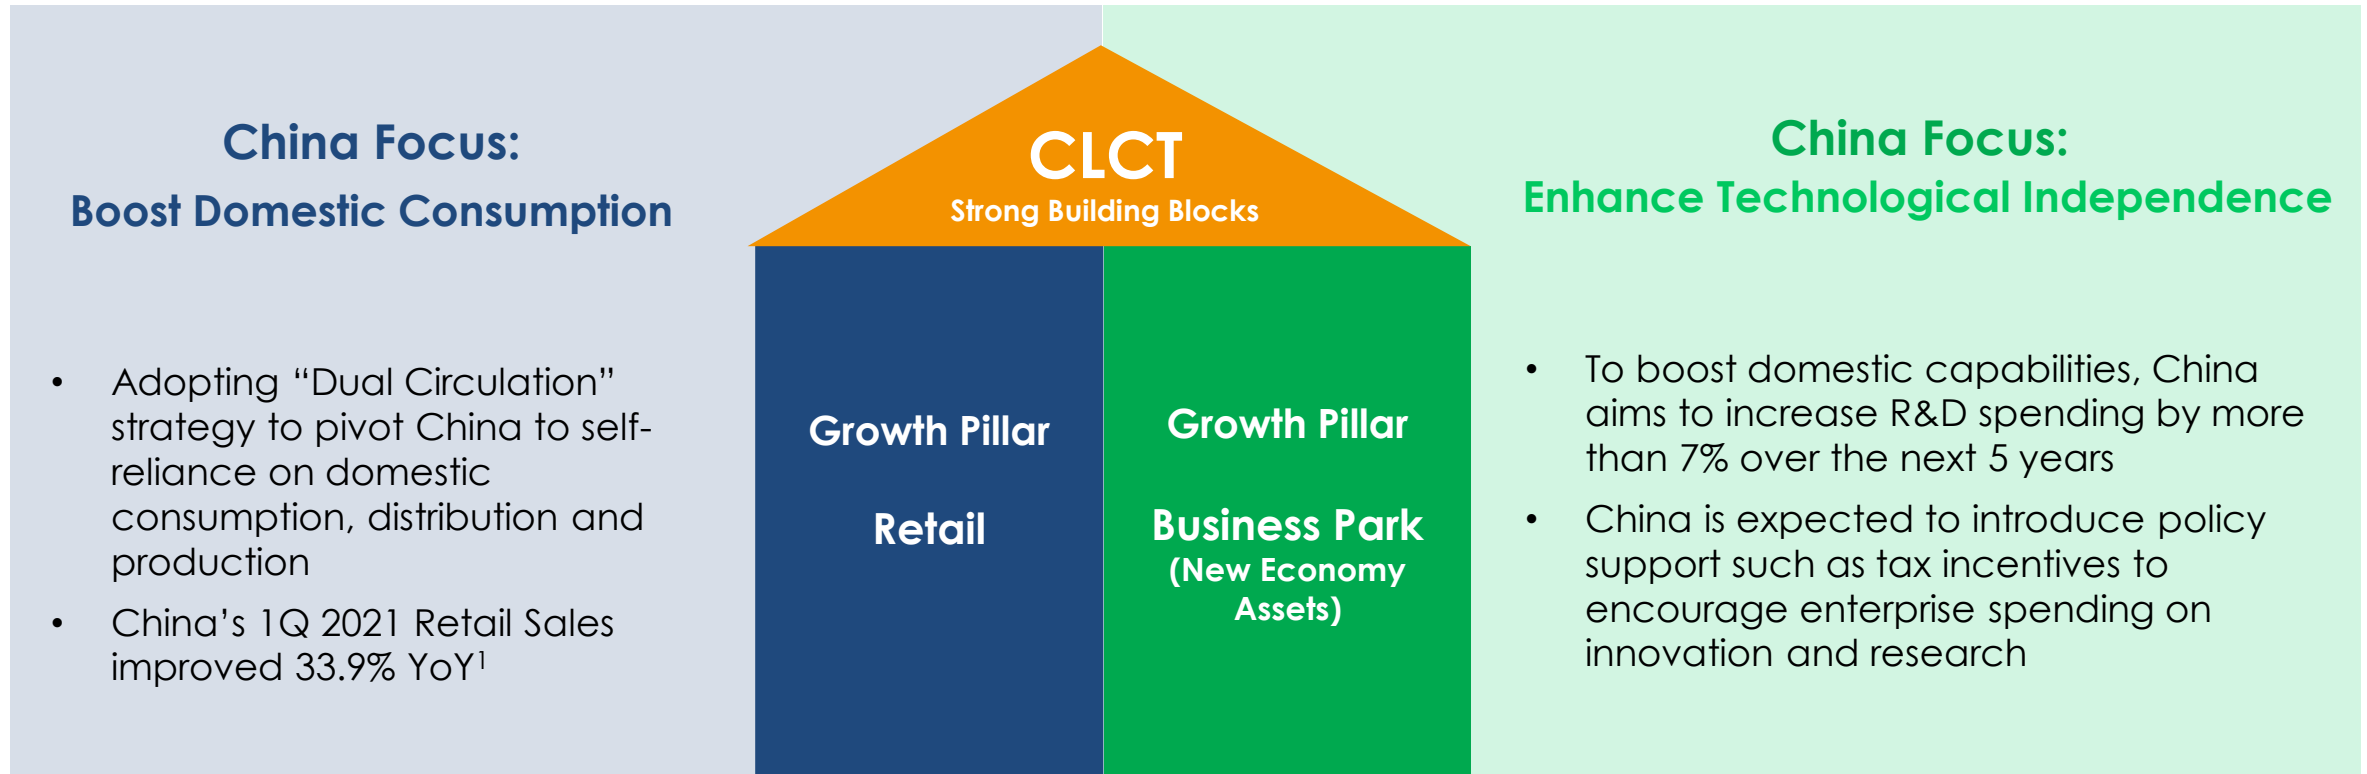 China Focus:
Boost Domestic Consumption
• Adopting “Dual Circulation”
strategy to pivot China to self-
reliance on domestic
consumption, distribution and
production
• China’s 1Q 2021 Retail Sales
improved 33.9% YoY¹
CLCT
Strong Building Blocks
Growth Pillar
Retail
Growth Pillar
Business Park
(New Economy
Assets)
China Focus:
Enhance Technological Independence
• To boost domestic capabilities, China
aims to increase R&D spending by more
than 7% over the next 5 years
• China is expected to introduce policy
support such as tax incentives to
encourage enterprise spending on
innovation and research